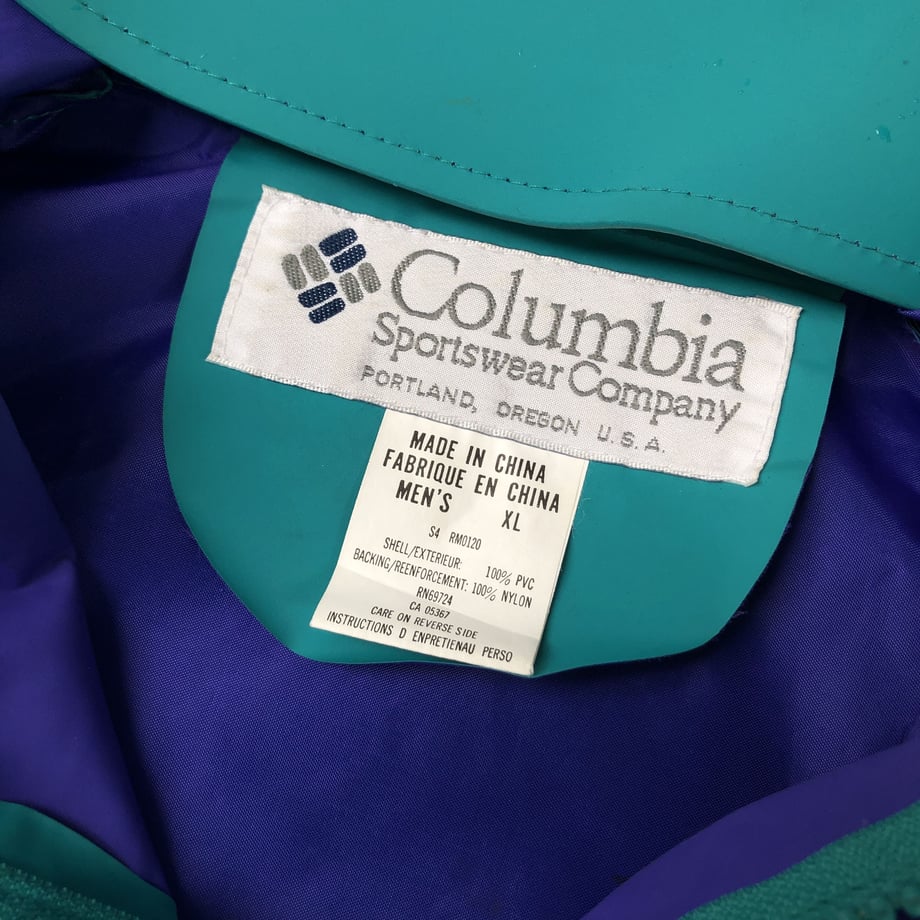 Columbia
Sportswear Company
PORTLAND, OREGON U.S.A.
MADE IN CHINA
FABRIQUE EN CHINA
MEN'S XL
S4 RM0120
SHELL/EXTERIEUR: 100% PVC
BACKING/REENFORCEMENT: 100% NYLON
RN69724
CA 05367
CARE ON REVERSE SIDE
INSTRUCTIONS D ENPRETIENAU PERSO